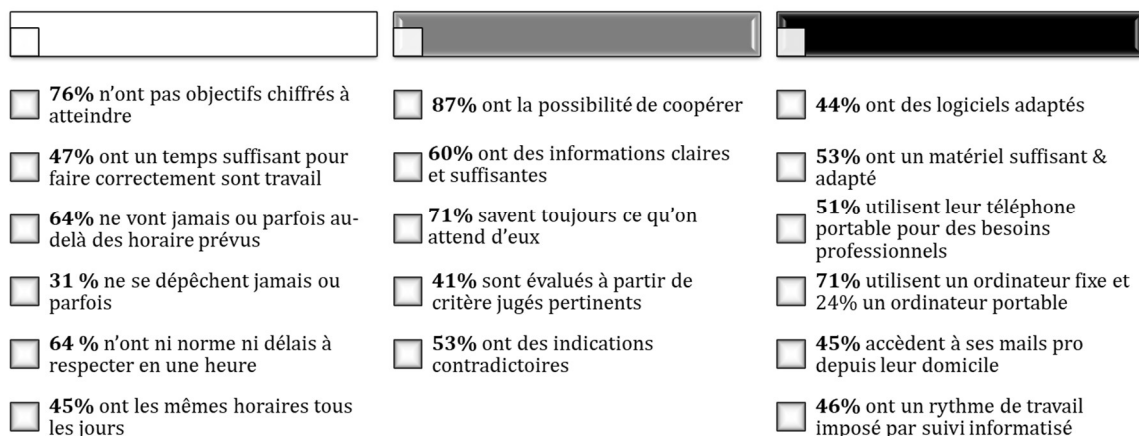 76% n'ont pas objectifs chiffrés à
atteindre
47% ont un temps suffisant pour
faire correctement sont travail
64% ne vont jamais ou parfois au-
delà des horaire prévus
31 % ne se dépêchent jamais ou
parfois
64 % n'ont ni norme ni délais à
respecter en une heure
45% ont les mêmes horaires tous
les jours
87% ont la possibilité de coopérer
60% ont des informations claires
et suffisantes
71% savent toujours ce qu'on
attend d'eux
41% sont évalués à partir de
critère jugés pertinents
53% ont des indications
contradictoires
44% ont des logiciels adaptés
53% ont un matériel suffisant &
adapté
51% utilisent leur téléphone
portable pour des besoins
professionnels
71% utilisent un ordinateur fixe et
24% un ordinateur portable
45% accèdent à ses mails pro
depuis leur domicile
46% ont un rythme de travail
imposé par suivi informatisé